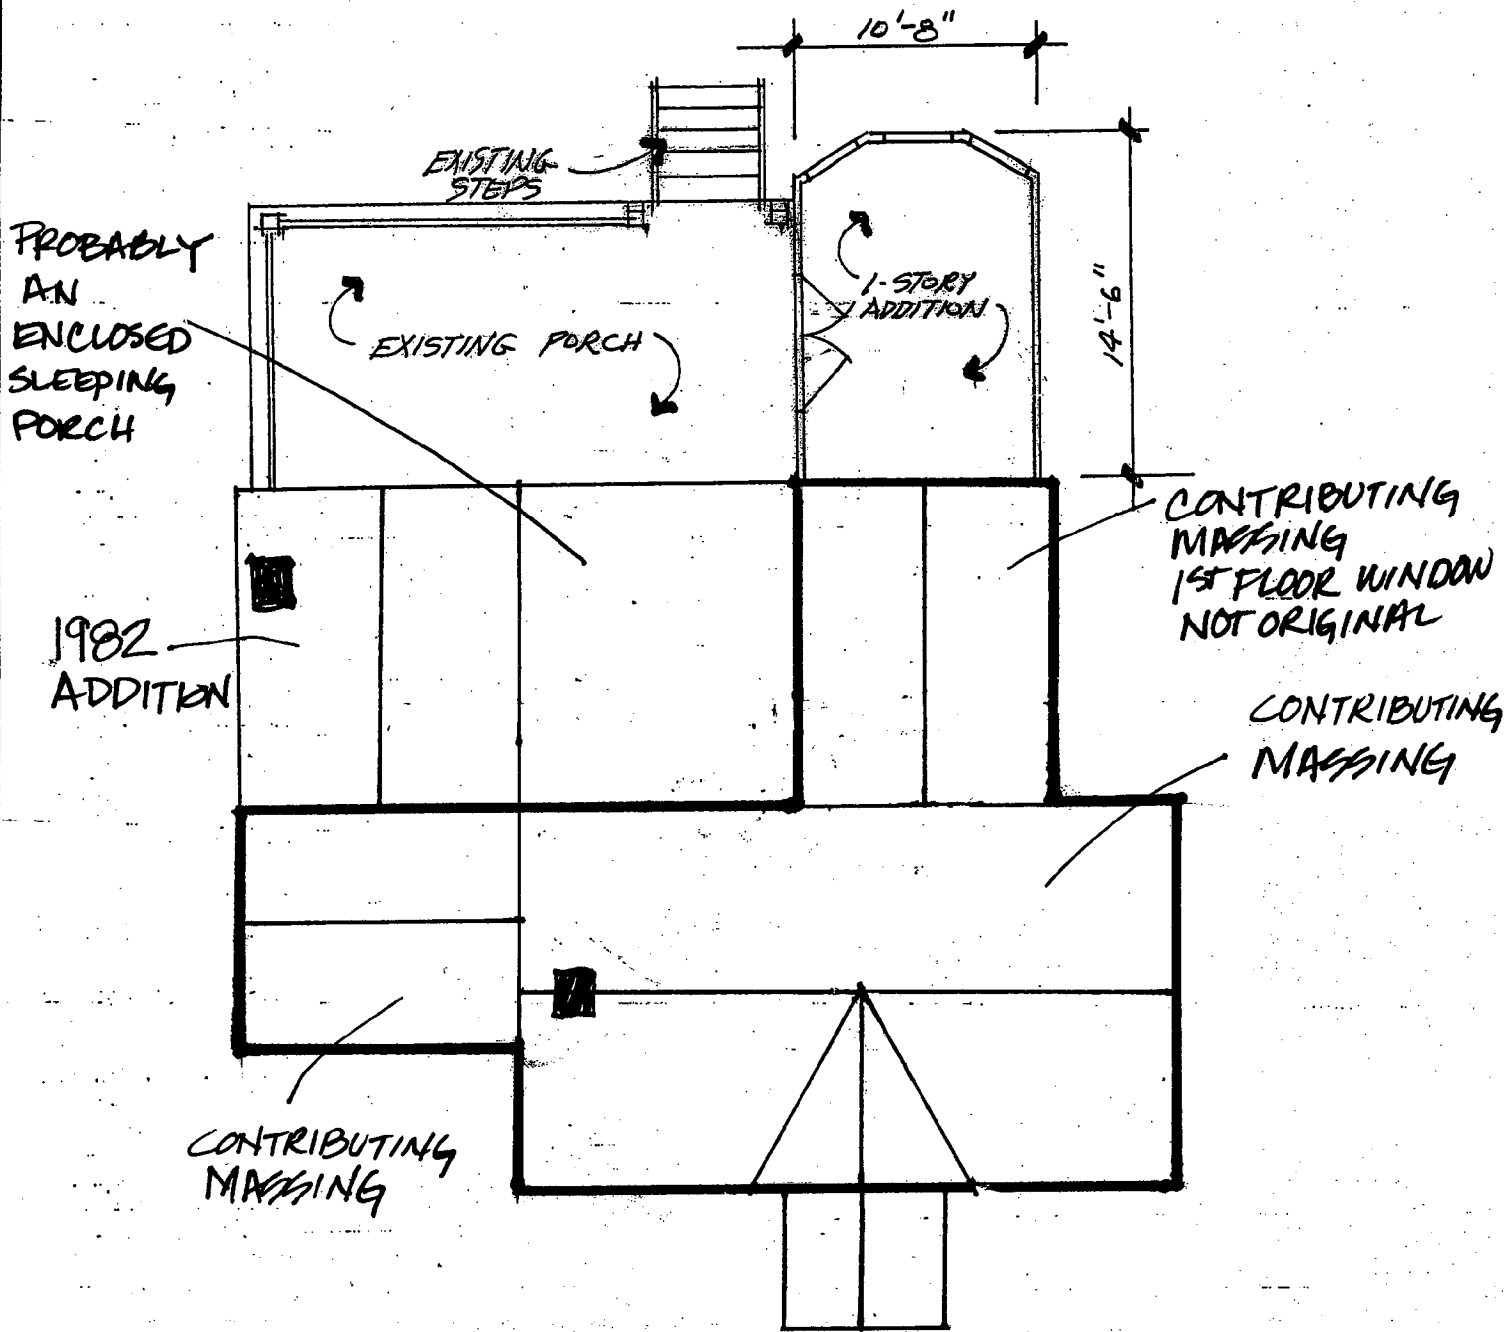 10'-8"
EXISTING
STEPS
PROBABLY
AN
ENCLOSED
SLEEPING
PORCH
1-STORY
ADDITION
14'-6"
EXISTING PORCH
CONTRIBUTING
MASSING
1ST FLOOR WINDOW
NOT ORIGINAL
1982
ADDITION
CONTRIBUTING
MASSING
CONTRIBUTING
MASSING